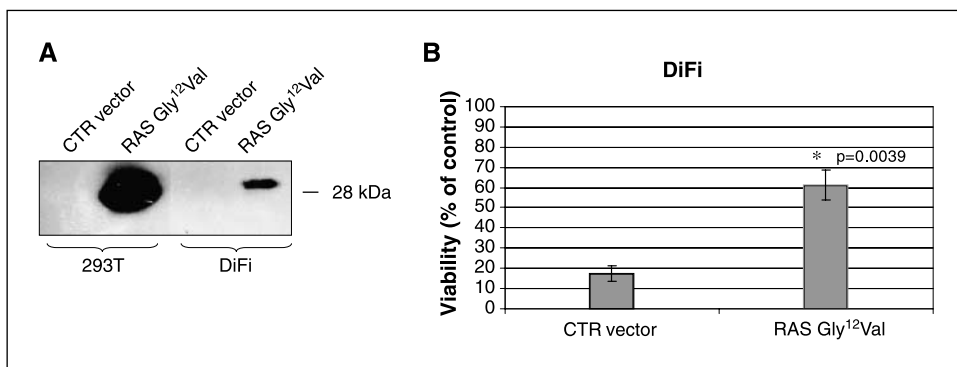 A
CTR vector
RAS Gly¹²Val
CTR vector
RAS Gly¹²Val
28 kDa
293T
DiFi
B
DiFi
Viability (% of control)
100
90
80
70
60
50
40
30
20
10
0
* p=0.0039
CTR vector
RAS Gly¹²Val